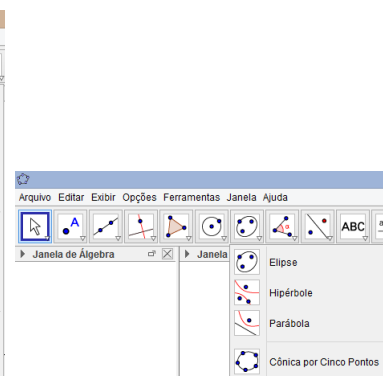 Arquivo Editar Exibir Opções Ferramentas Janela Ajuda
A
α
ABC
Janela de Álgebra
Janela
Elipse
Hipérbole
Parábola
Cônica por Cinco Pontos